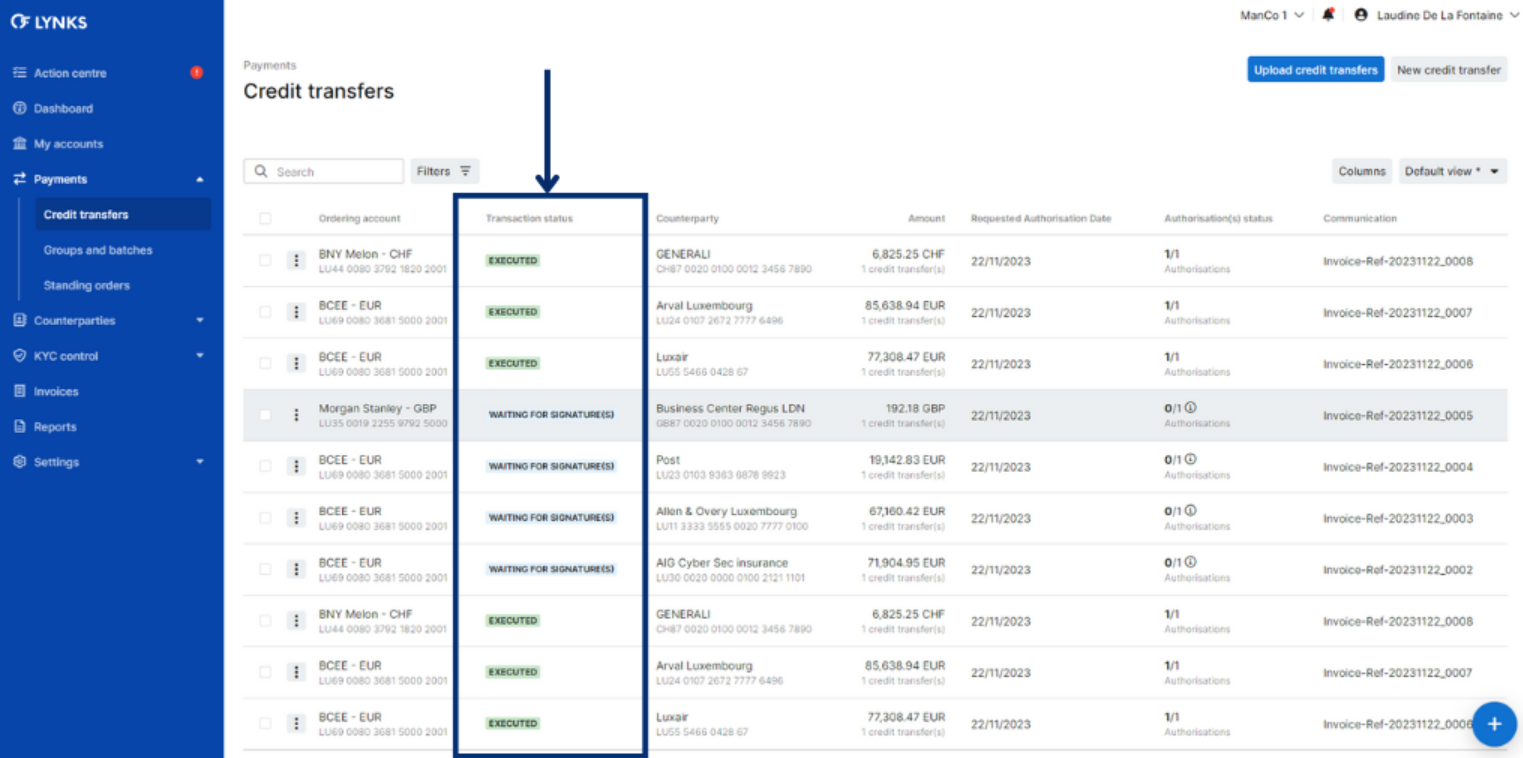 LYNKS
ManCo 1
Laudine De La Fontaine
Action centre
Dashboard
My accounts
Payments
Credit transfers
Groups and batches
Standing orders
Counterparties
KYC control
Invoices
Reports
Settings
Payments
Credit transfers
Upload credit transfers
New credit transfer
Search
Filters
Columns
Default view *
Ordering account Transaction status Counterparty Amount Requested Authorisation Date Authorisation(s) status Communication
BNY Melon - CHF EXECUTED GENERALI 6,825.25 CHF 22/11/2023 1/1 Invoice-Ref-20231122_0008
LU44 0080 3792 1820 2001 CH87 0020 0100 0012 3456 7890 1 credit transfer(s) Authorisations
BCEE - EUR EXECUTED Arval Luxembourg 85,638.94 EUR 22/11/2023 1/1 Invoice-Ref-20231122_0007
LU69 0080 3681 5000 2001 LU24 0107 2672 7777 6496 1 credit transfer(s) Authorisations
BCEE - EUR EXECUTED Luxair 77,308.47 EUR 22/11/2023 1/1 Invoice-Ref-20231122_0006
LU69 0080 3681 5000 2001 LU55 5466 0428 67 1 credit transfer(s) Authorisations
Morgan Stanley - GBP WAITING FOR SIGNATURE(S) Business Center Regus LDN 192.18 GBP 22/11/2023 0/1 Invoice-Ref-20231122_0005
LU35 0019 2255 9792 5000 GB87 0020 0100 0012 3456 7890 1 credit transfer(s) Authorisations
BCEE - EUR WAITING FOR SIGNATURE(S) Post 19,142.83 EUR 22/11/2023 0/1 Invoice-Ref-20231122_0004
LU69 0080 3681 5000 2001 LU23 0103 9363 6878 9923 1 credit transfer(s) Authorisations
BCEE - EUR WAITING FOR SIGNATURE(S) Allen & Overy Luxembourg 67,160.42 EUR 22/11/2023 0/1 Invoice-Ref-20231122_0003
LU69 0080 3681 5000 2001 LU11 3333 5555 0020 7777 0100 1 credit transfer(s) Authorisations
BCEE - EUR WAITING FOR SIGNATURE(S) AIG Cyber Sec insurance 71,904.95 EUR 22/11/2023 0/1 Invoice-Ref-20231122_0002
LU69 0080 3681 5000 2001 LU30 0020 0000 0100 2121 1101 1 credit transfer(s) Authorisations
BNY Melon - CHF EXECUTED GENERALI 6,825.25 CHF 22/11/2023 1/1 Invoice-Ref-20231122_0008
LU44 0080 3792 1820 2001 CH87 0020 0100 0012 3456 7890 1 credit transfer(s) Authorisations
BCEE - EUR EXECUTED Arval Luxembourg 85,638.94 EUR 22/11/2023 1/1 Invoice-Ref-20231122_0007
LU69 0080 3681 5000 2001 LU24 0107 2672 7777 6496 1 credit transfer(s) Authorisations
BCEE - EUR EXECUTED Luxair 77,308.47 EUR 22/11/2023 1/1 Invoice-Ref-20231122_0006
LU69 0080 3681 5000 2001 LU55 5466 0428 67 1 credit transfer(s) Authorisations